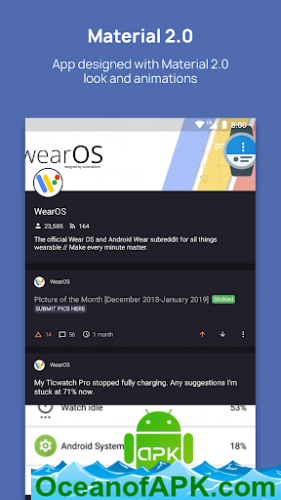 Material 2.0
App designed with Material 2.0
look and animations
8:00
wearOS
WearOS
23,585 164
The official Wear OS and Android Wear subreddit for all things
wearable // Make every minute matter.
WearOS
Picture of the Month [December 2018-January 2019] Stickied
SUBMIT PICS HERE
14 56 1 month
WearOS
My Ticwatch Pro stopped fully charging. Any suggestions I'm
stuck at 71% now.
Watch idle 53%
Android System 18%
APK
OceanofAPK.com